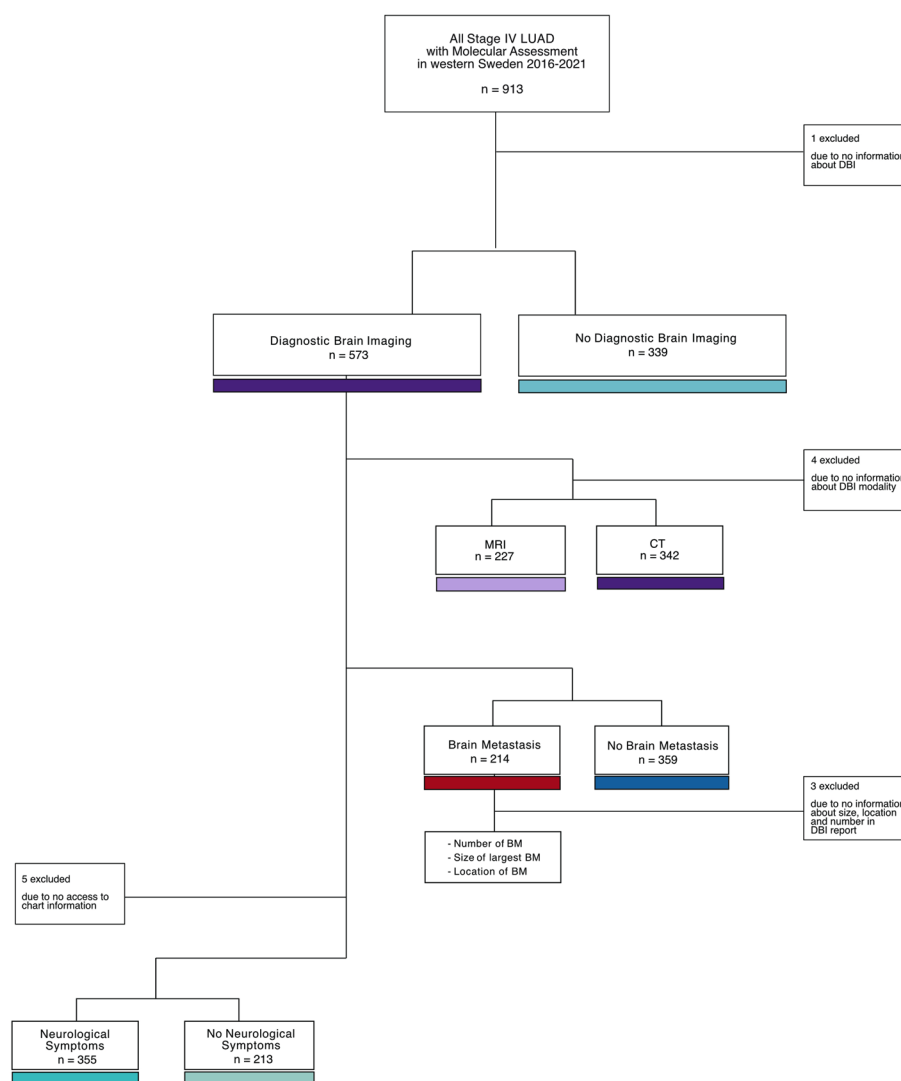 All Stage IV LUAD
with Molecular Assessment
in western Sweden 2016-2021
n = 913
1 excluded
due to no information
about DBI
Diagnostic Brain Imaging
n = 573
No Diagnostic Brain Imaging
n = 339
4 excluded
due to no information
about DBI modality
MRI
n = 227
CT
n = 342
Brain Metastasis
n = 214
No Brain Metastasis
n = 359
3 excluded
due to no information
about size, location
and number in
DBI report
- Number of BM
- Size of largest BM
- Location of BM
5 excluded
due to no access to
chart information
Neurological
Symptoms
n = 355
No Neurological
Symptoms
n = 213